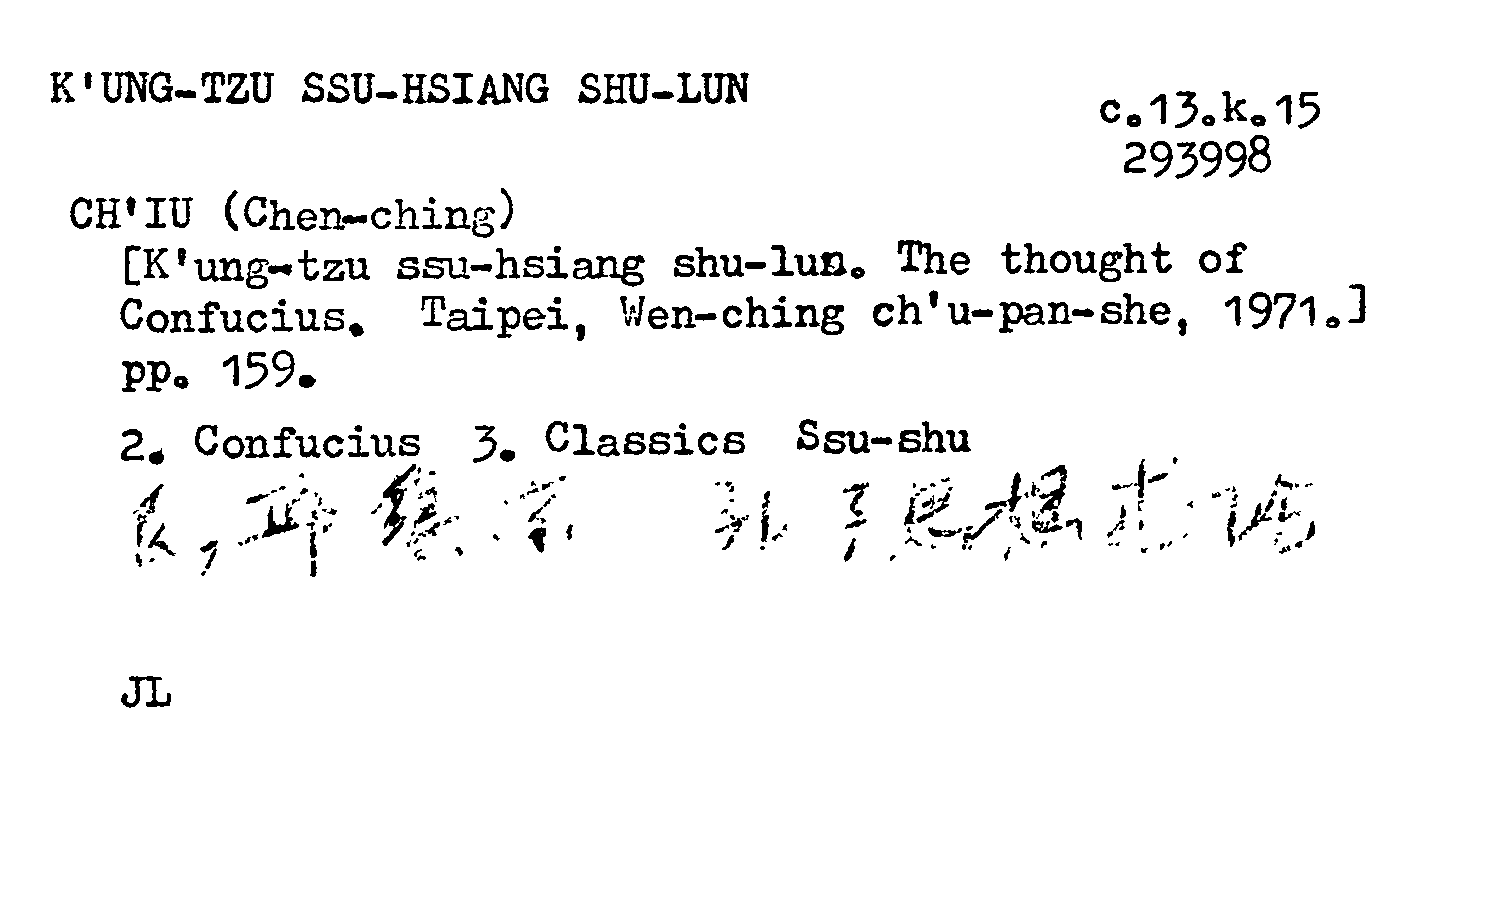 K'UNG-TZU SSU-HSIANG SHU-LUN
c.13.k.15
293998
CH'IU (Chen-ching)
[K'ung-tzu ssu-hsiang shu-lun. The thought of
Confucius. Taipei, Wen-ching ch'u-pan-she, 1971.]
pp. 159.
2. Confucius 3. Classics Ssu-shu
邱鎮京 孔子思想述論
JL